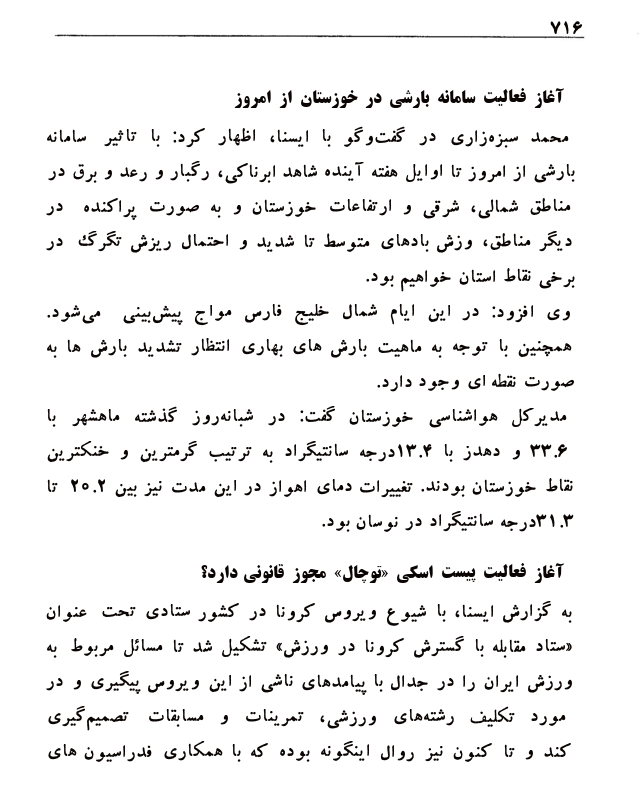 ۷۱۶
آغاز فعالیت سامانه بارشی در خوزستان از امروز
محمد سبزه‌زاری در گفت‌وگو با ایسنا، اظهار کرد: با تاثیر سامانه
بارشی از امروز تا اوایل هفته آینده شاهد ابرناکی، رگبار و رعد و برق در
مناطق شمالی، شرقی و ارتفاعات خوزستان و به صورت پراکنده در
دیگر مناطق، وزش بادهای متوسط تا شدید و احتمال ریزش تگرگ در
برخی نقاط استان خواهیم بود.
وی افزود: در این ایام شمال خلیج فارس مواج پیش‌بینی می‌شود.
همچنین با توجه به ماهیت بارش های بهاری انتظار تشدید بارش ها به
صورت نقطه ای وجود دارد.
مدیرکل هواشناسی خوزستان گفت: در شبانه‌روز گذشته ماهشهر با
۳۳.۶ و دهدز با ۱۳.۴درجه سانتیگراد به ترتیب گرمترین و خنکترین
نقاط خوزستان بودند. تغییرات دمای اهواز در این مدت نیز بین ۲۰.۲ تا
۳۱.۳درجه سانتیگراد در نوسان بود.
آغاز فعالیت پیست اسکی «توچال» مجوز قانونی دارد؟
به گزارش ایسنا، با شیوع ویروس کرونا در کشور ستادی تحت عنوان
«ستاد مقابله با گسترش کرونا در ورزش» تشکیل شد تا مسائل مربوط به
ورزش ایران را در جدال با پیامدهای ناشی از این ویروس پیگیری و در
مورد تکلیف رشته‌های ورزشی، تمرینات و مسابقات تصمیم‌گیری
کند و تا کنون نیز روال اینگونه بوده که با همکاری فدراسیون های